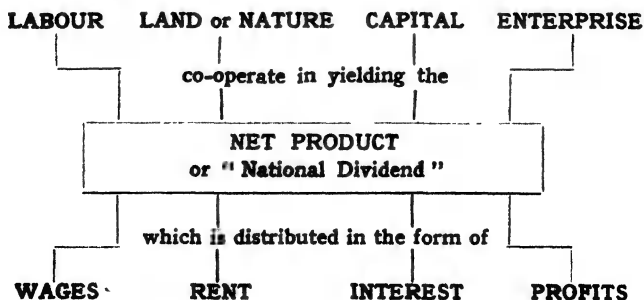 LABOUR LAND or NATURE CAPITAL ENTERPRISE
co-operate in yielding the
NET PRODUCT
or "National Dividend"
which is distributed in the form of
WAGES RENT INTEREST PROFITS